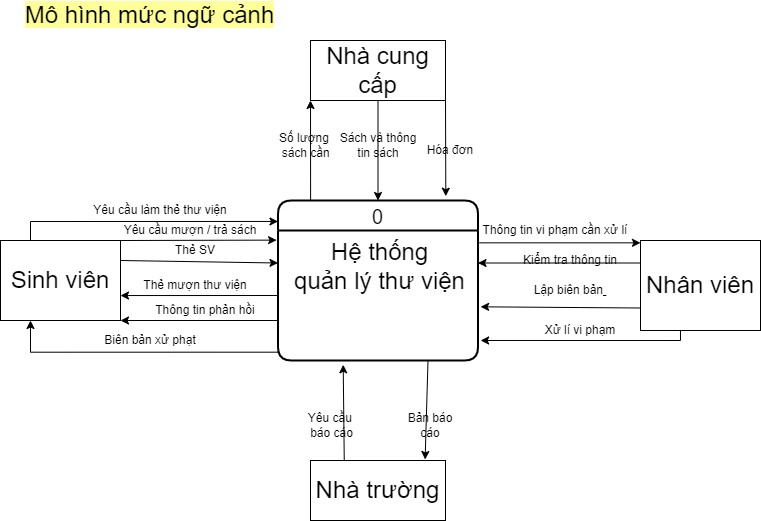 Mô hình mức ngữ cảnh
Nhà cung
cấp
Số lượng
sách cần
Sách và thông
tin sách
Hóa đơn
0
Hệ thống
quản lý thư viện
Yêu cầu làm thẻ thư viện
Yêu cầu mượn / trả sách
Thẻ SV
Sinh viên
Thẻ mượn thư viện
Thông tin phản hồi
Biên bản xử phạt
Thông tin vi phạm cần xử lí
Kiểm tra thông tin
Nhân viên
Lập biên bản
Xử lí vi phạm
Yêu cầu
báo cáo
Bản báo
cáo
Nhà trường